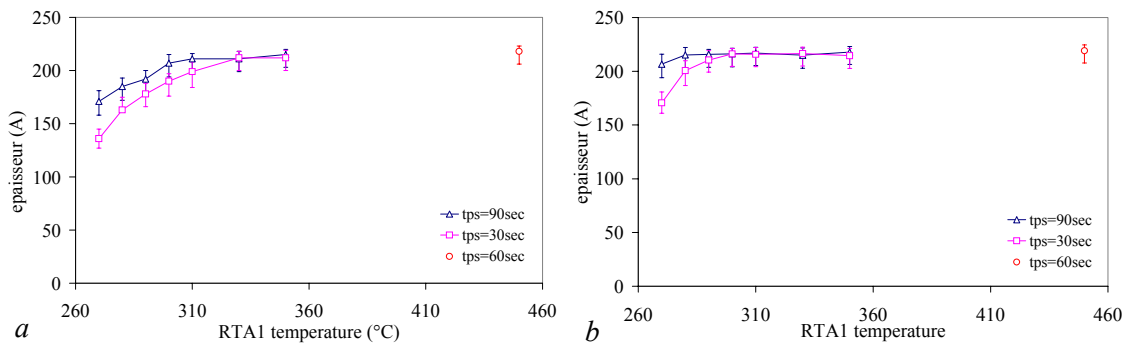 250
200
150
100
50
0
epaisseur (A)
260
310
360
410
460
RTA1 temperature (°C)
tps=90sec
tps=30sec
tps=60sec
a
250
200
150
100
50
0
epaisseur (A)
260
310
360
410
460
RTA1 temperature
tps=90sec
tps=30sec
tps=60sec
b